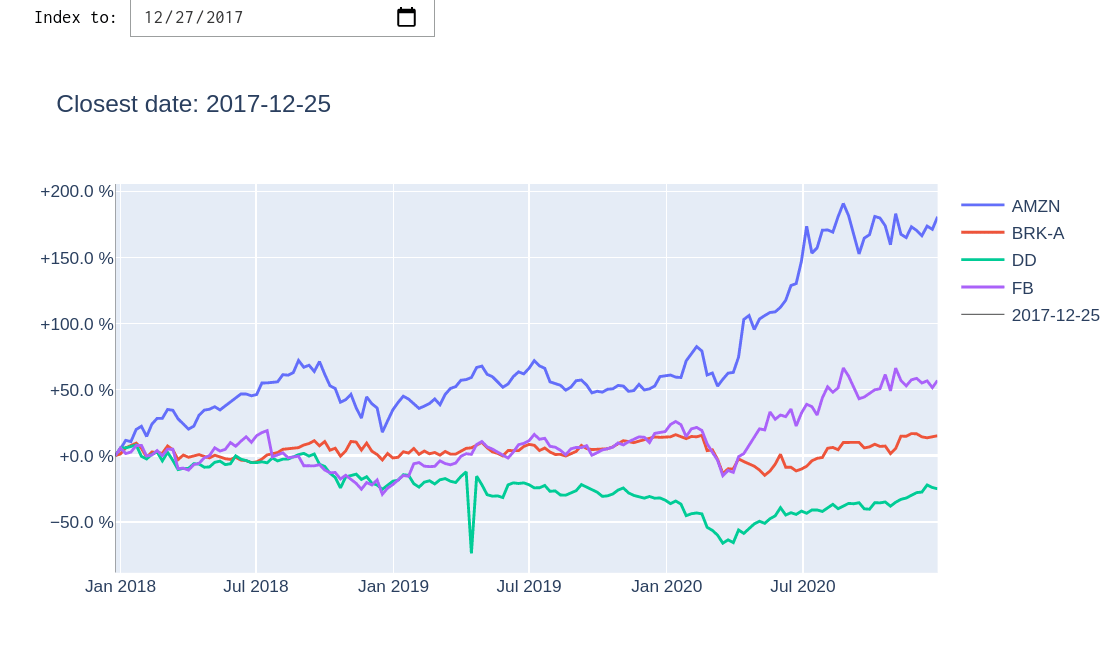 Index to: 12/27/2017
Closest date: 2017-12-25
+200.0 %
+150.0 %
+100.0 %
+50.0 %
+0.0 %
−50.0 %
Jan 2018 Jul 2018 Jan 2019 Jul 2019 Jan 2020 Jul 2020
AMZN
BRK-A
DD
FB
2017-12-25